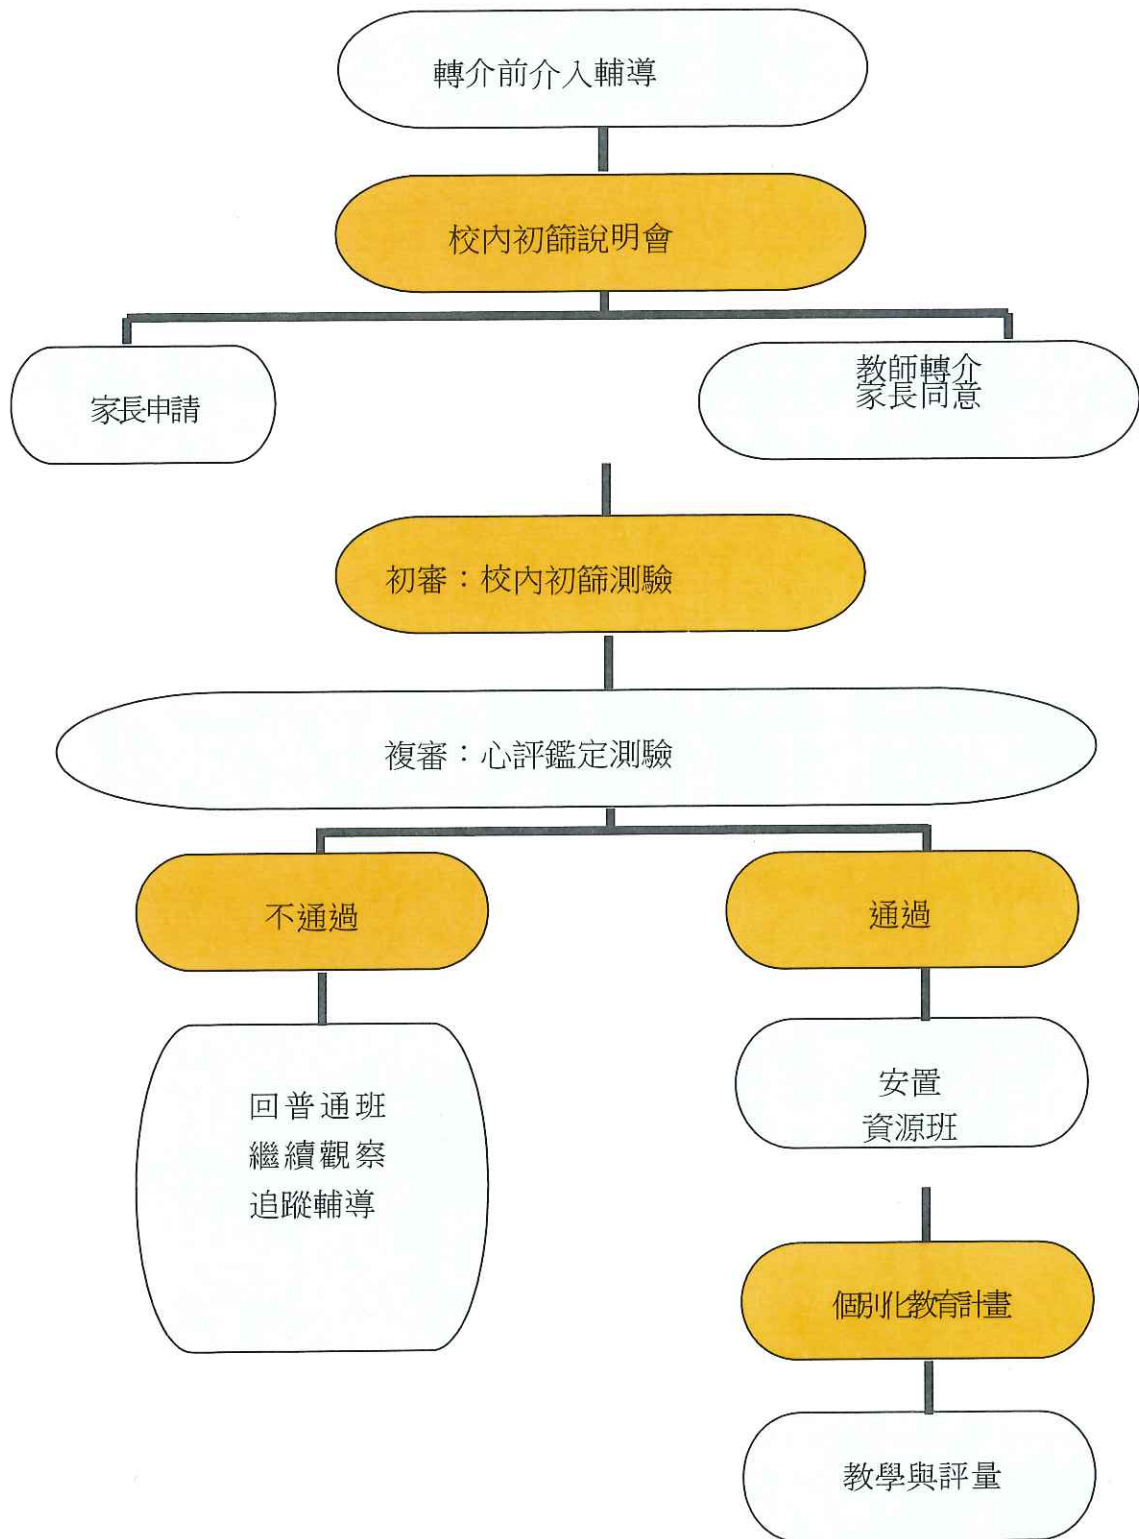 轉介前介入輔導
校內初篩說明會
家長申請
教師轉介
家長同意
初審：校內初篩測驗
複審：心評鑑定測驗
不通過
通過
回普通班
繼續觀察
追蹤輔導
安置
資源班
個別化教育計畫
教學與評量